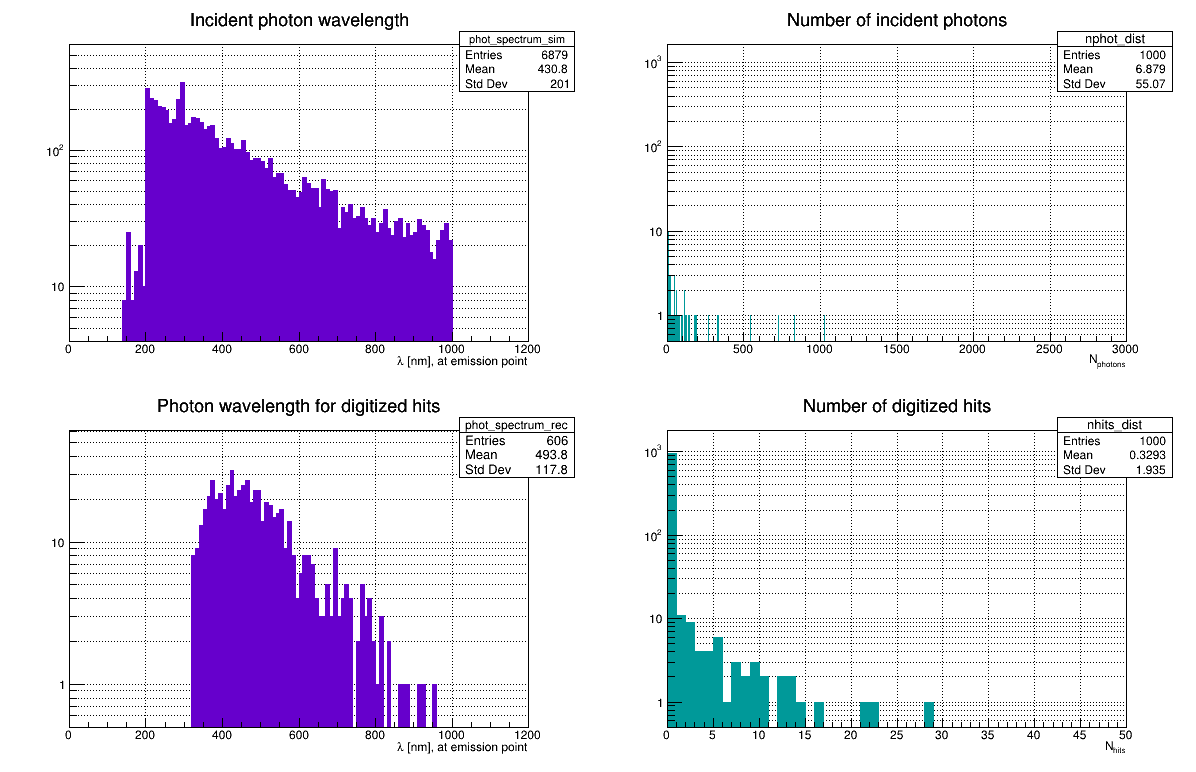 Incident photon wavelength
phot_spectrum_sim
Entries 6879
Mean 430.8
Std Dev 201
10²
10
0 200 400 600 800 1000 1200
λ [nm], at emission point
Number of incident photons
nphot_dist
Entries 1000
Mean 6.879
Std Dev 55.07
10³
10²
10
1
0 500 1000 1500 2000 2500 3000
N_photons
Photon wavelength for digitized hits
phot_spectrum_rec
Entries 606
Mean 493.8
Std Dev 117.8
10
1
0 200 400 600 800 1000 1200
λ [nm], at emission point
Number of digitized hits
nhits_dist
Entries 1000
Mean 0.3293
Std Dev 1.935
10³
10²
10
1
0 5 10 15 20 25 30 35 40 45 50
N_hits